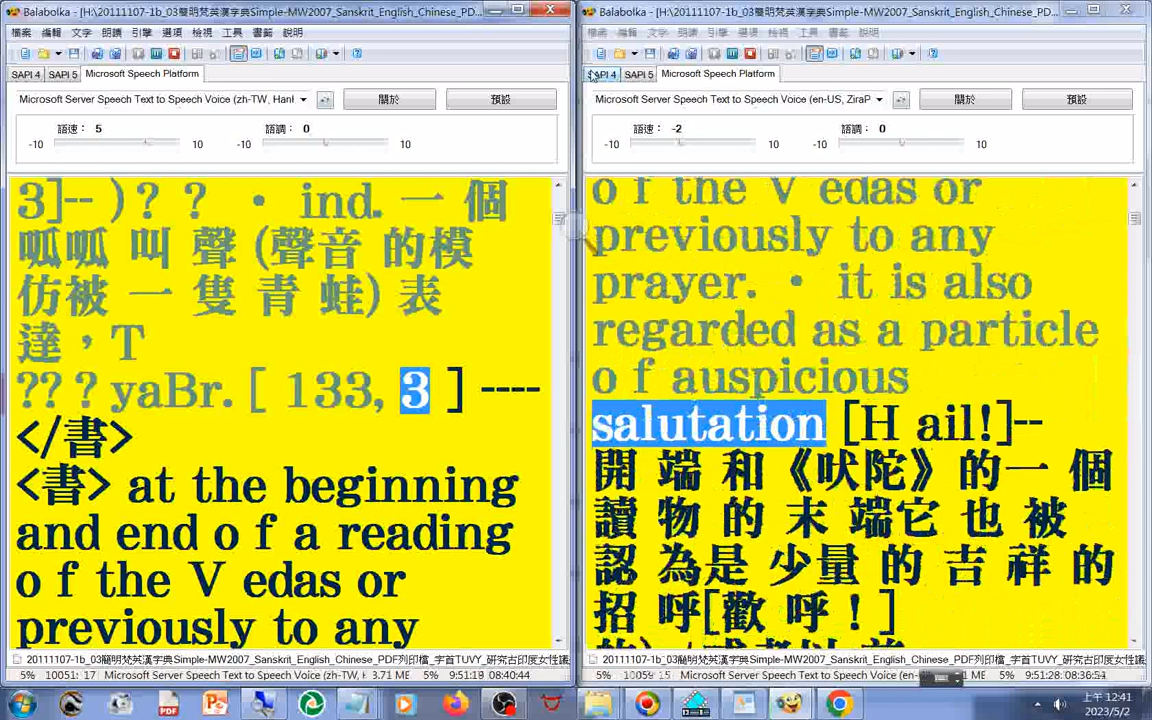 Balabolka - [H:\20111107-1b_03簡明梵英漢字典Simple-MW2007_Sanskrit_English_Chinese_PD...
檔案 編輯 文字 朗讀 引擎 選項 檢視 工具 書籤 說明
SAPI 4 SAPI 5 Microsoft Speech Platform
Microsoft Server Speech Text to Speech Voice (zh-TW, HanH
關於 預設
語速： 5 語調： 0
-10 10 -10 10
3]-- )? ? • ind. 一 個
呱呱 叫 聲 (聲音 的模
仿被 一 隻 青 蛙) 表
達，T
?? ? yaBr. [ 133, 3 ] ----
</書>
<書> at the beginning
and end o f a reading
o f the V edas or
previously to any
20111107-1b_03簡明梵英漢字典Simple-MW2007_Sanskrit_English_Chinese_PDF列印檔_字首TUVY_研究古印度女性議
5% 10051: 17 Microsoft Server Speech Text to Speech Voice (zh-TW, H 3.71 ME 5% 9:51:19 08:40:44
Balabolka - [H:\20111107-1b_03簡明梵英漢字典Simple-MW2007_Sanskrit_English_Chinese_PD...
檔案 編輯 文字 朗讀 引擎 選項 檢視 工具 書籤 說明
SAPI 4 SAPI 5 Microsoft Speech Platform
Microsoft Server Speech Text to Speech Voice (en-US, ZiraP
關於 預設
語速： -2 語調： 0
-10 10 -10 10
o f the V edas or
previously to any
prayer. • it is also
regarded as a particle
o f auspicious
salutation [H ail!]--
開 端 和《吠陀》的一 個
讀 物 的 末 端它 也 被
認 為是 少量 的 吉 祥 的
招 呼[歡 呼！]
20111107-1b_03簡明梵英漢字典Simple-MW2007_Sanskrit_English_Chinese_PDF列印檔_字首TUVY_研究古印度女性議
5% 10059: 15 Microsoft Server Speech Text to Speech Voice (en-US, 5% 9:51:28 08:36:54
上午 12:41
2023/5/2